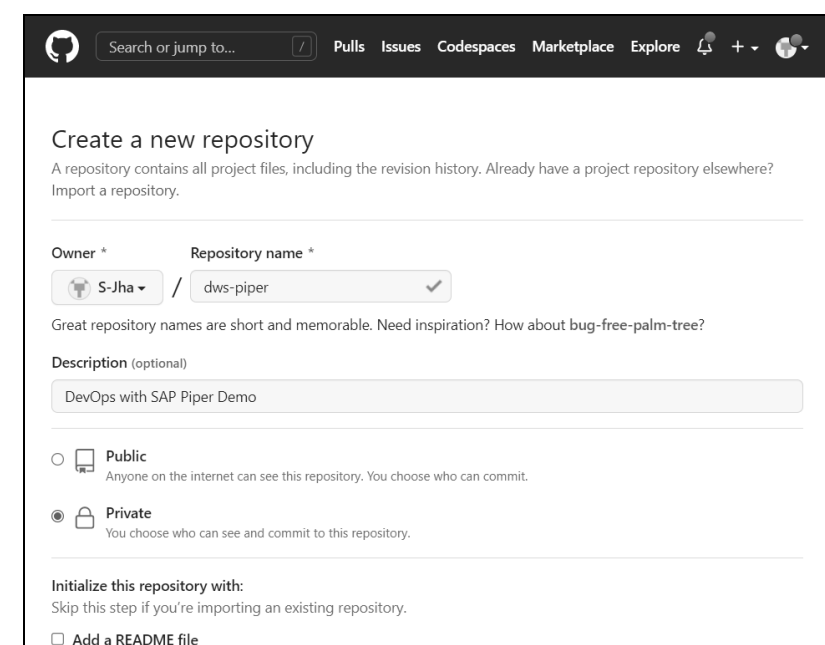 Search or jump to... / Pulls Issues Codespaces Marketplace Explore
Create a new repository
A repository contains all project files, including the revision history. Already have a project repository elsewhere?
Import a repository.
Owner * Repository name *
S-Jha / dws-piper
Great repository names are short and memorable. Need inspiration? How about bug-free-palm-tree?
Description (optional)
DevOps with SAP Piper Demo
Public
Anyone on the internet can see this repository. You choose who can commit.
Private
You choose who can see and commit to this repository.
Initialize this repository with:
Skip this step if you're importing an existing repository.
Add a README file